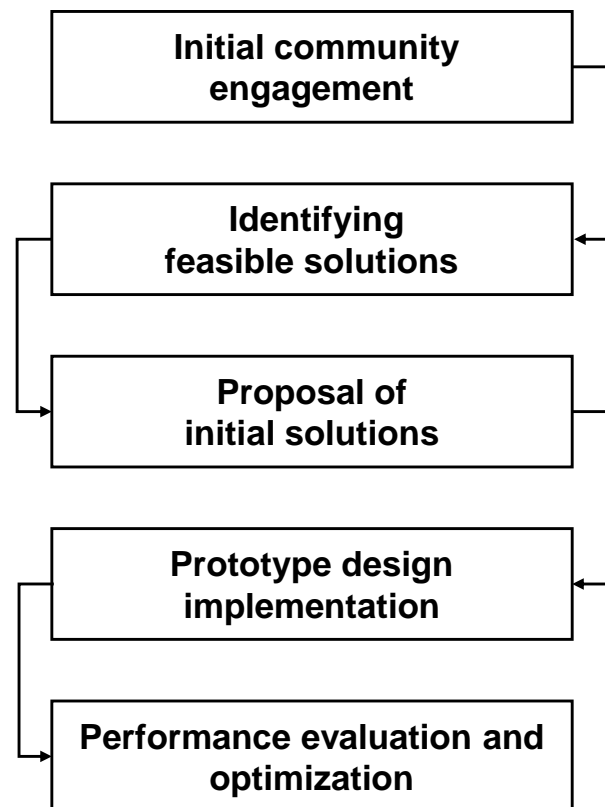 Initial community
engagement
Identifying
feasible solutions
Proposal of
initial solutions
Prototype design
implementation
Performance evaluation and
optimization